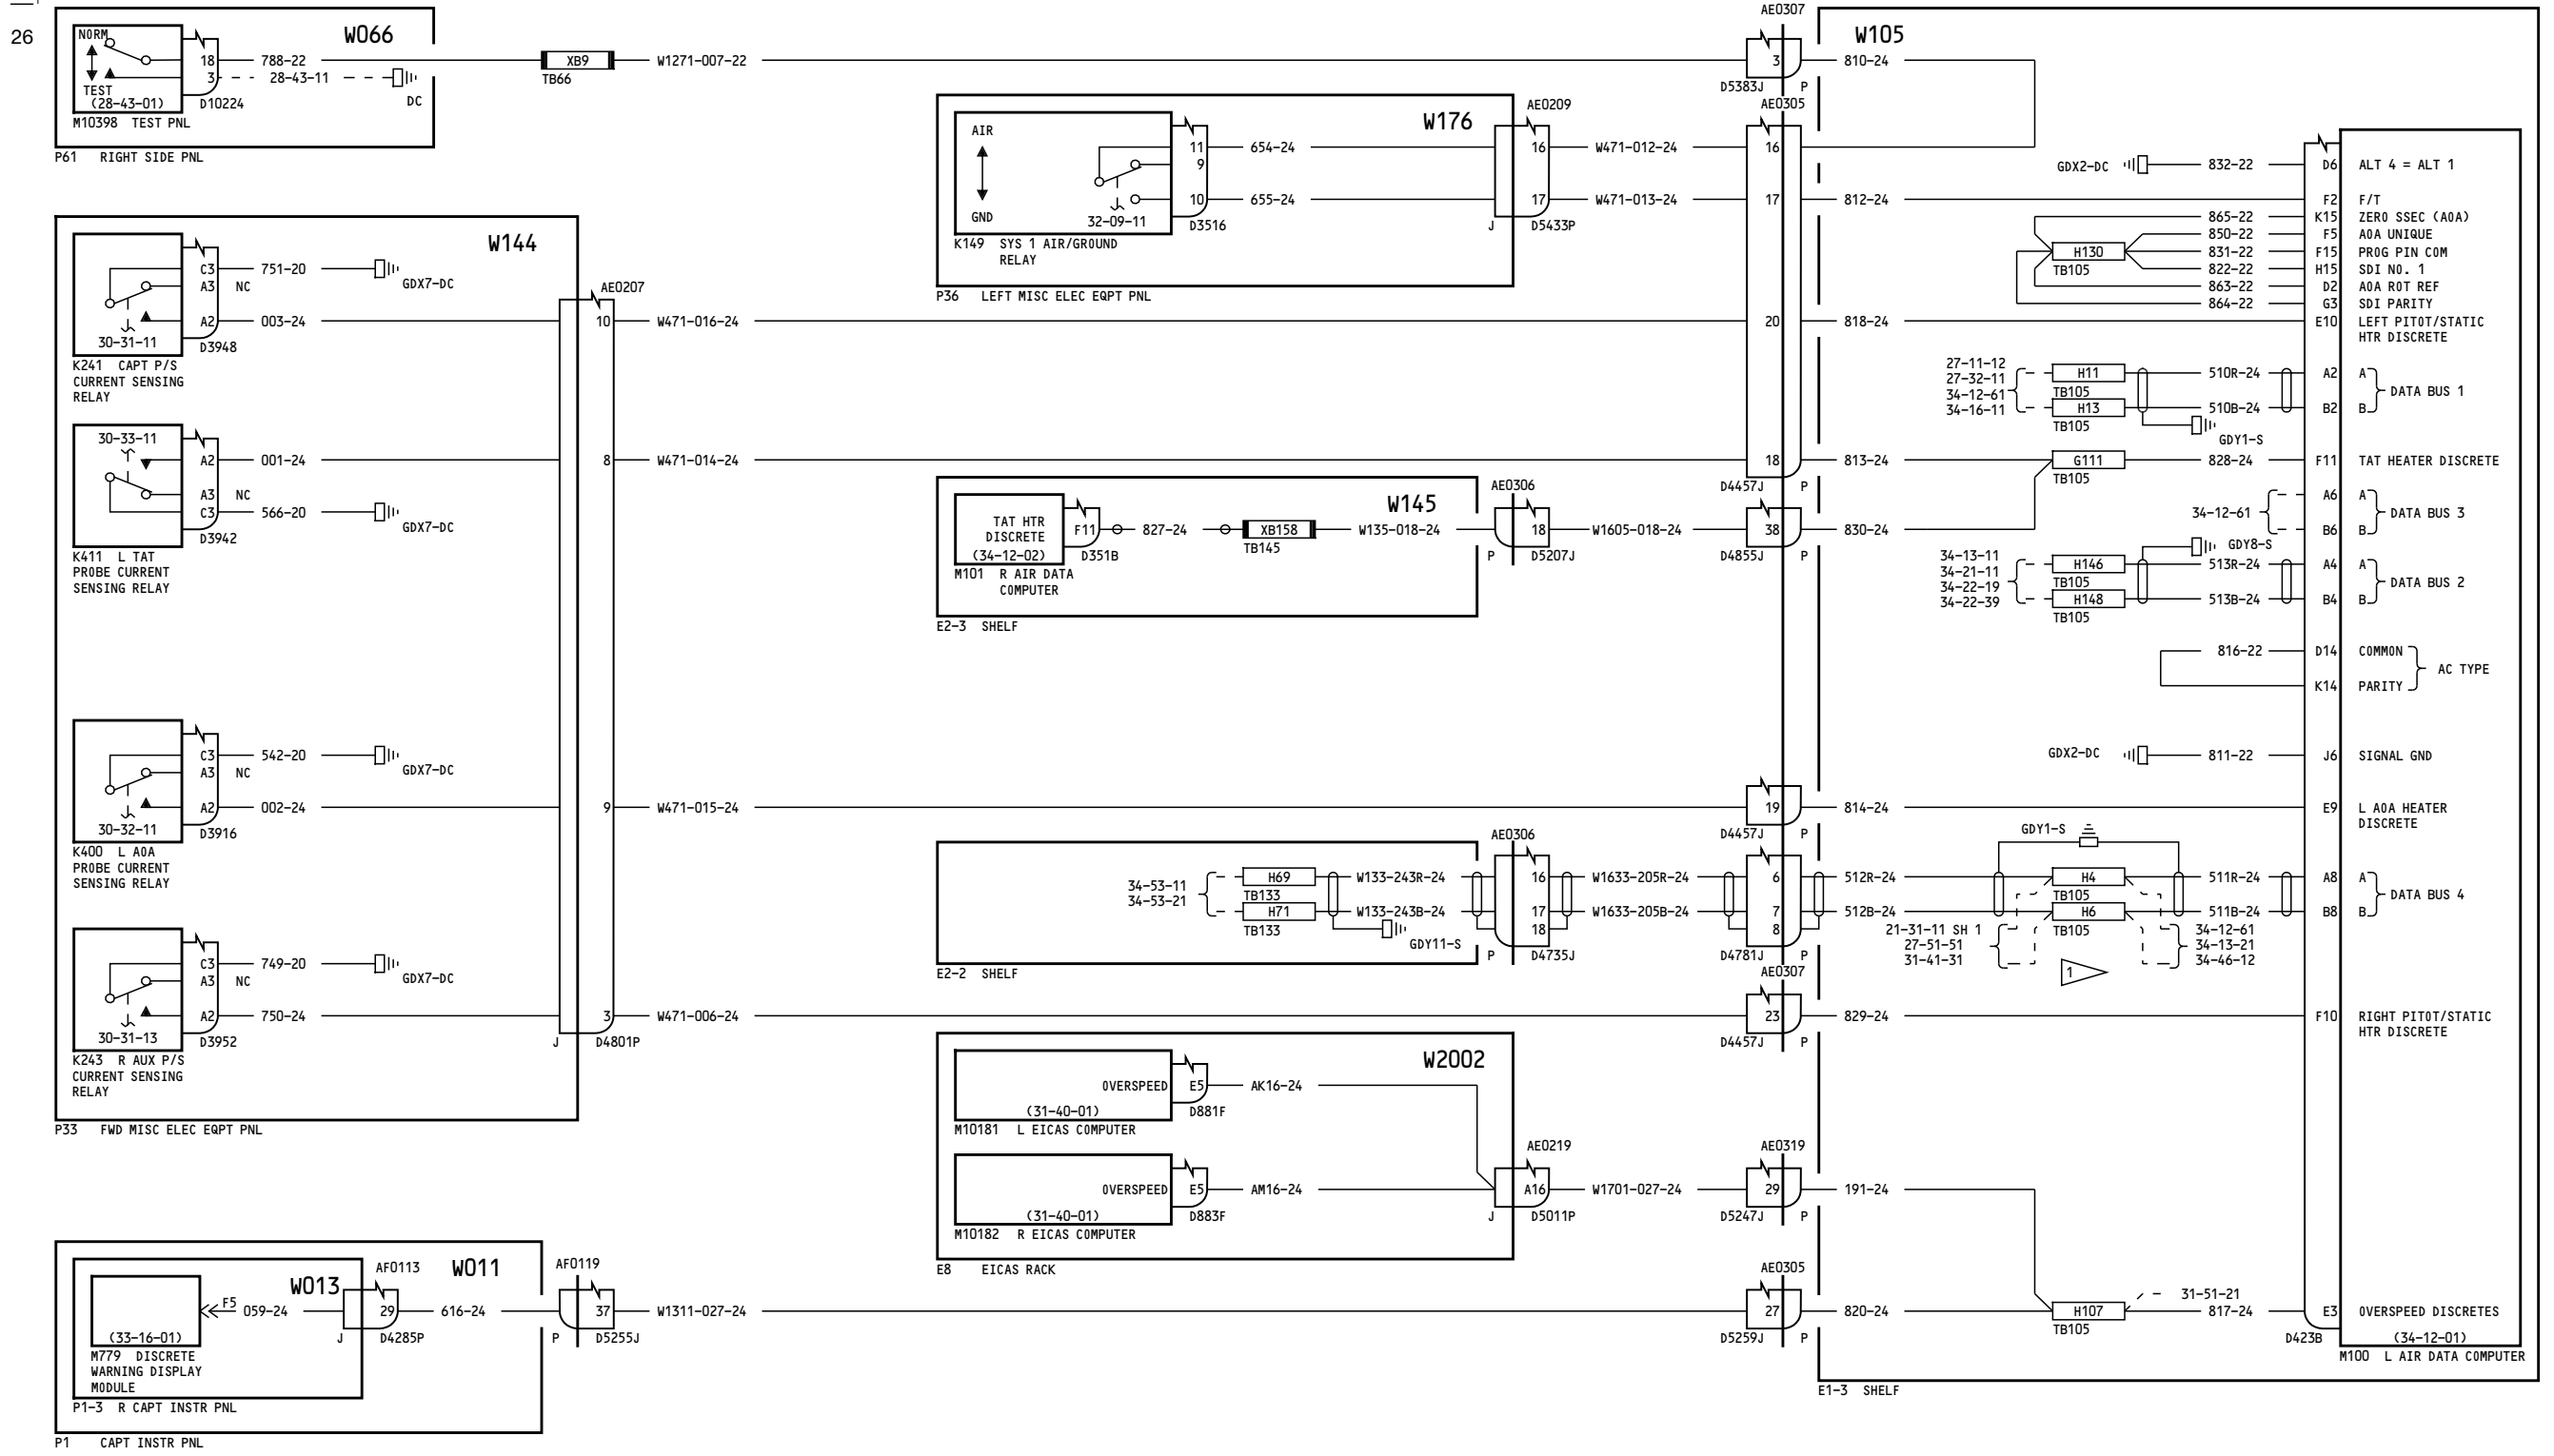 26
NORM
TEST
(28-43-01)
M10398 TEST PNL
P61 RIGHT SIDE PNL
W066
18
3
D10224
788-22
28-43-11
DC
XB9
TB66
W1271-007-22
AE0307
3
D5383J
P
W105
810-24
AIR
GND
32-09-11
K149 SYS 1 AIR/GROUND
RELAY
P36 LEFT MISC ELEC EQPT PNL
W176
11
9
10
D3516
654-24
655-24
AE0209
16
17
J
D5433P
W471-012-24
W471-013-24
AE0305
16
17
20
18
D4457J
P
812-24
818-24
813-24
W144
C3
A3
A2
751-20
NC
003-24
GDX7-DC
30-31-11
D3948
K241 CAPT P/S
CURRENT SENSING
RELAY
30-33-11
A2
A3
C3
001-24
NC
566-20
GDX7-DC
D3942
K411 L TAT
PROBE CURRENT
SENSING RELAY
C3
A3
A2
542-20
NC
002-24
GDX7-DC
30-32-11
D3916
K400 L AOA
PROBE CURRENT
SENSING RELAY
C3
A3
A2
749-20
NC
750-24
GDX7-DC
30-31-13
D3952
K243 R AUX P/S
CURRENT SENSING
RELAY
P33 FWD MISC ELEC EQPT PNL
AE0207
10
8
9
3
J
D4801P
W471-016-24
W471-014-24
W471-015-24
W471-006-24
W145
TAT HTR
DISCRETE
(34-12-02)
F11
D351B
M101 R AIR DATA
COMPUTER
E2-3 SHELF
827-24
XB158
TB145
W135-018-24
AE0306
18
P
D5207J
W1605-018-24
38
D4855J
P
830-24
19
D4457J
P
814-24
34-53-11
34-53-21
H69
TB133
H71
TB133
W133-243R-24
W133-243B-24
GDY11-S
E2-2 SHELF
AE0306
16
17
18
P
D4735J
W1633-205R-24
W1633-205B-24
6
7
8
D4781J
P
512R-24
512B-24
AE0307
23
D4457J
P
829-24
W2002
OVERSPEED
E5
(31-40-01)
D881F
M10181 L EICAS COMPUTER
AK16-24
OVERSPEED
E5
(31-40-01)
D883F
M10182 R EICAS COMPUTER
AM16-24
E8 EICAS RACK
AE0219
A16
J
D5011P
W1701-027-24
AE0319
29
D5247J
P
191-24
W013
W011
(33-16-01)
F5
059-24
M779 DISCRETE
WARNING DISPLAY
MODULE
P1-3 R CAPT INSTR PNL
P1 CAPT INSTR PNL
AF0113
29
J
D4285P
616-24
AF0119
37
P
D5255J
W1311-027-24
AE0305
27
D5259J
P
820-24
H107
TB105
31-51-21
817-24
GDX2-DC
832-22
D6 ALT 4 = ALT 1
F2 F/T
865-22 K15 ZERO SSEC (AOA)
850-22 F5 AOA UNIQUE
H130
TB105
831-22 F15 PROG PIN COM
822-22 H15 SDI NO. 1
863-22 D2 AOA ROT REF
864-22 G3 SDI PARITY
E10 LEFT PITOT/STATIC
HTR DISCRETE
27-11-12
27-32-11
34-12-61
34-16-11
H11
TB105
H13
TB105
510R-24 A2 A
DATA BUS 1
510B-24 B2 B
GDY1-S
G111
TB105
828-24 F11 TAT HEATER DISCRETE
34-12-61
A6 A
DATA BUS 3
B6 B
GDY8-S
34-13-11
34-21-11
34-22-19
34-22-39
H146
TB105
H148
TB105
513R-24 A4 A
DATA BUS 2
513B-24 B4 B
816-22 D14 COMMON
AC TYPE
K14 PARITY
GDX2-DC
811-22 J6 SIGNAL GND
E9 L AOA HEATER
DISCRETE
GDY1-S
H4
TB105
H6
TB105
511R-24 A8 A
DATA BUS 4
511B-24 B8 B
21-31-11 SH 1
27-51-51
31-41-31
1
34-12-61
34-13-21
34-46-12
F10 RIGHT PITOT/STATIC
HTR DISCRETE
E3 OVERSPEED DISCRETES
D423B
(34-12-01)
M100 L AIR DATA COMPUTER
E1-3 SHELF